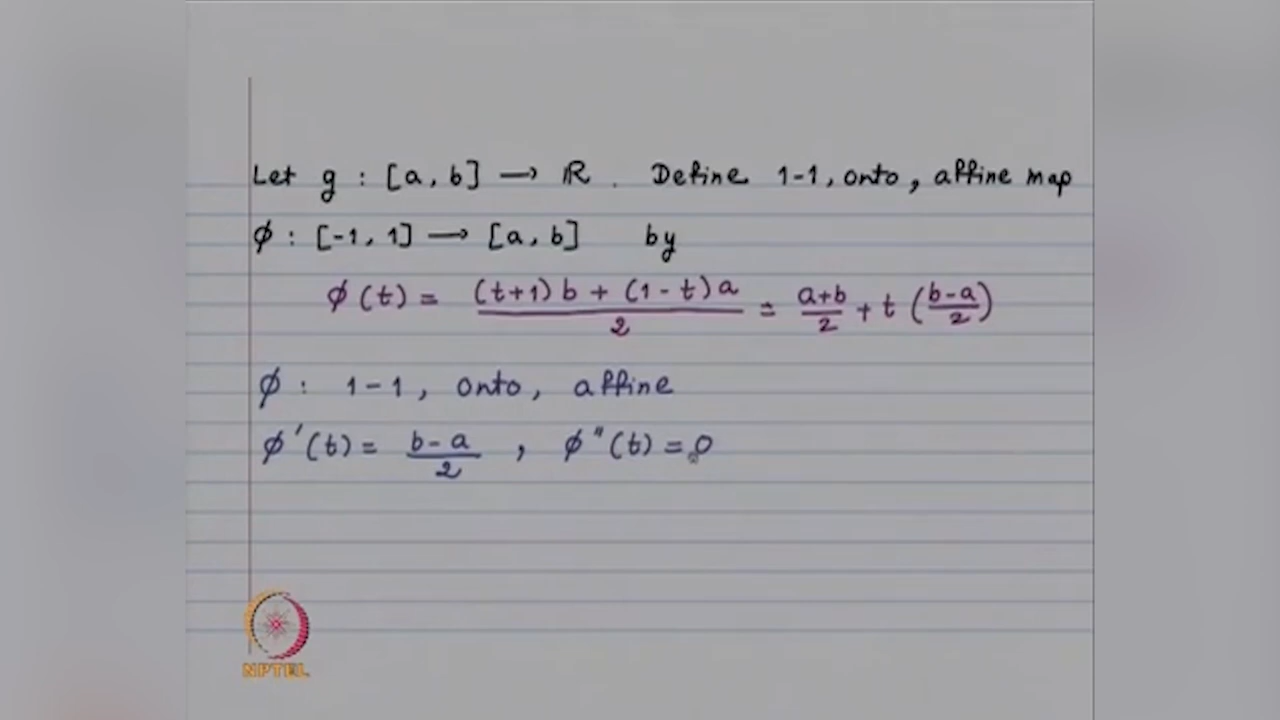 Let g : [a, b] → ℝ . Define 1-1, onto, affine map
ϕ : [-1, 1] → [a, b] by
ϕ(t) = ((t+1) b + (1-t) a)/2 = (a+b)/2 + t ((b-a)/2)
ϕ : 1-1, onto, affine
ϕ'(t) = (b-a)/2 , ϕ"(t) = 0
NPTEL